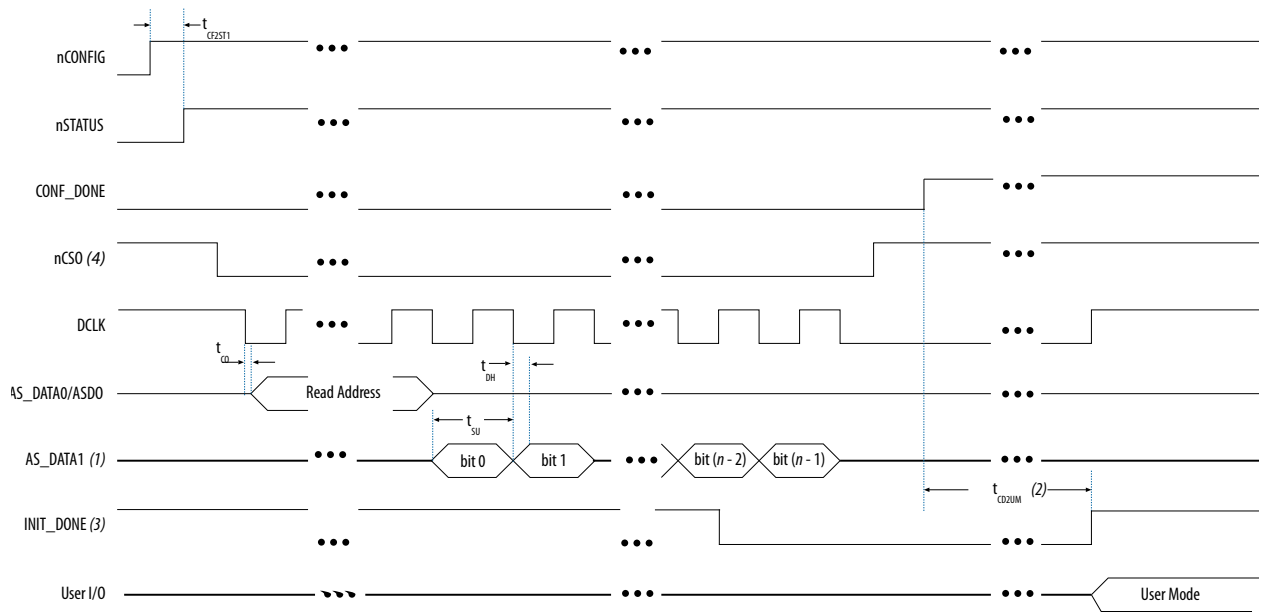 t CF2ST1
nCONFIG
nSTATUS
CONF_DONE
nCSO (4)
DCLK
t CO
t DH
AS_DATA0/ASDO Read Address
t SU
AS_DATA1 (1) bit 0 bit 1 bit (n - 2) bit (n - 1)
t CD2UM (2)
INIT_DONE (3)
User I/O User Mode